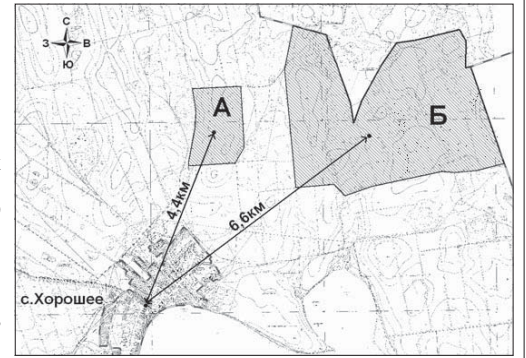 С
З В
Ю
А
Б
4,4км
6,6км
с.Хорошее